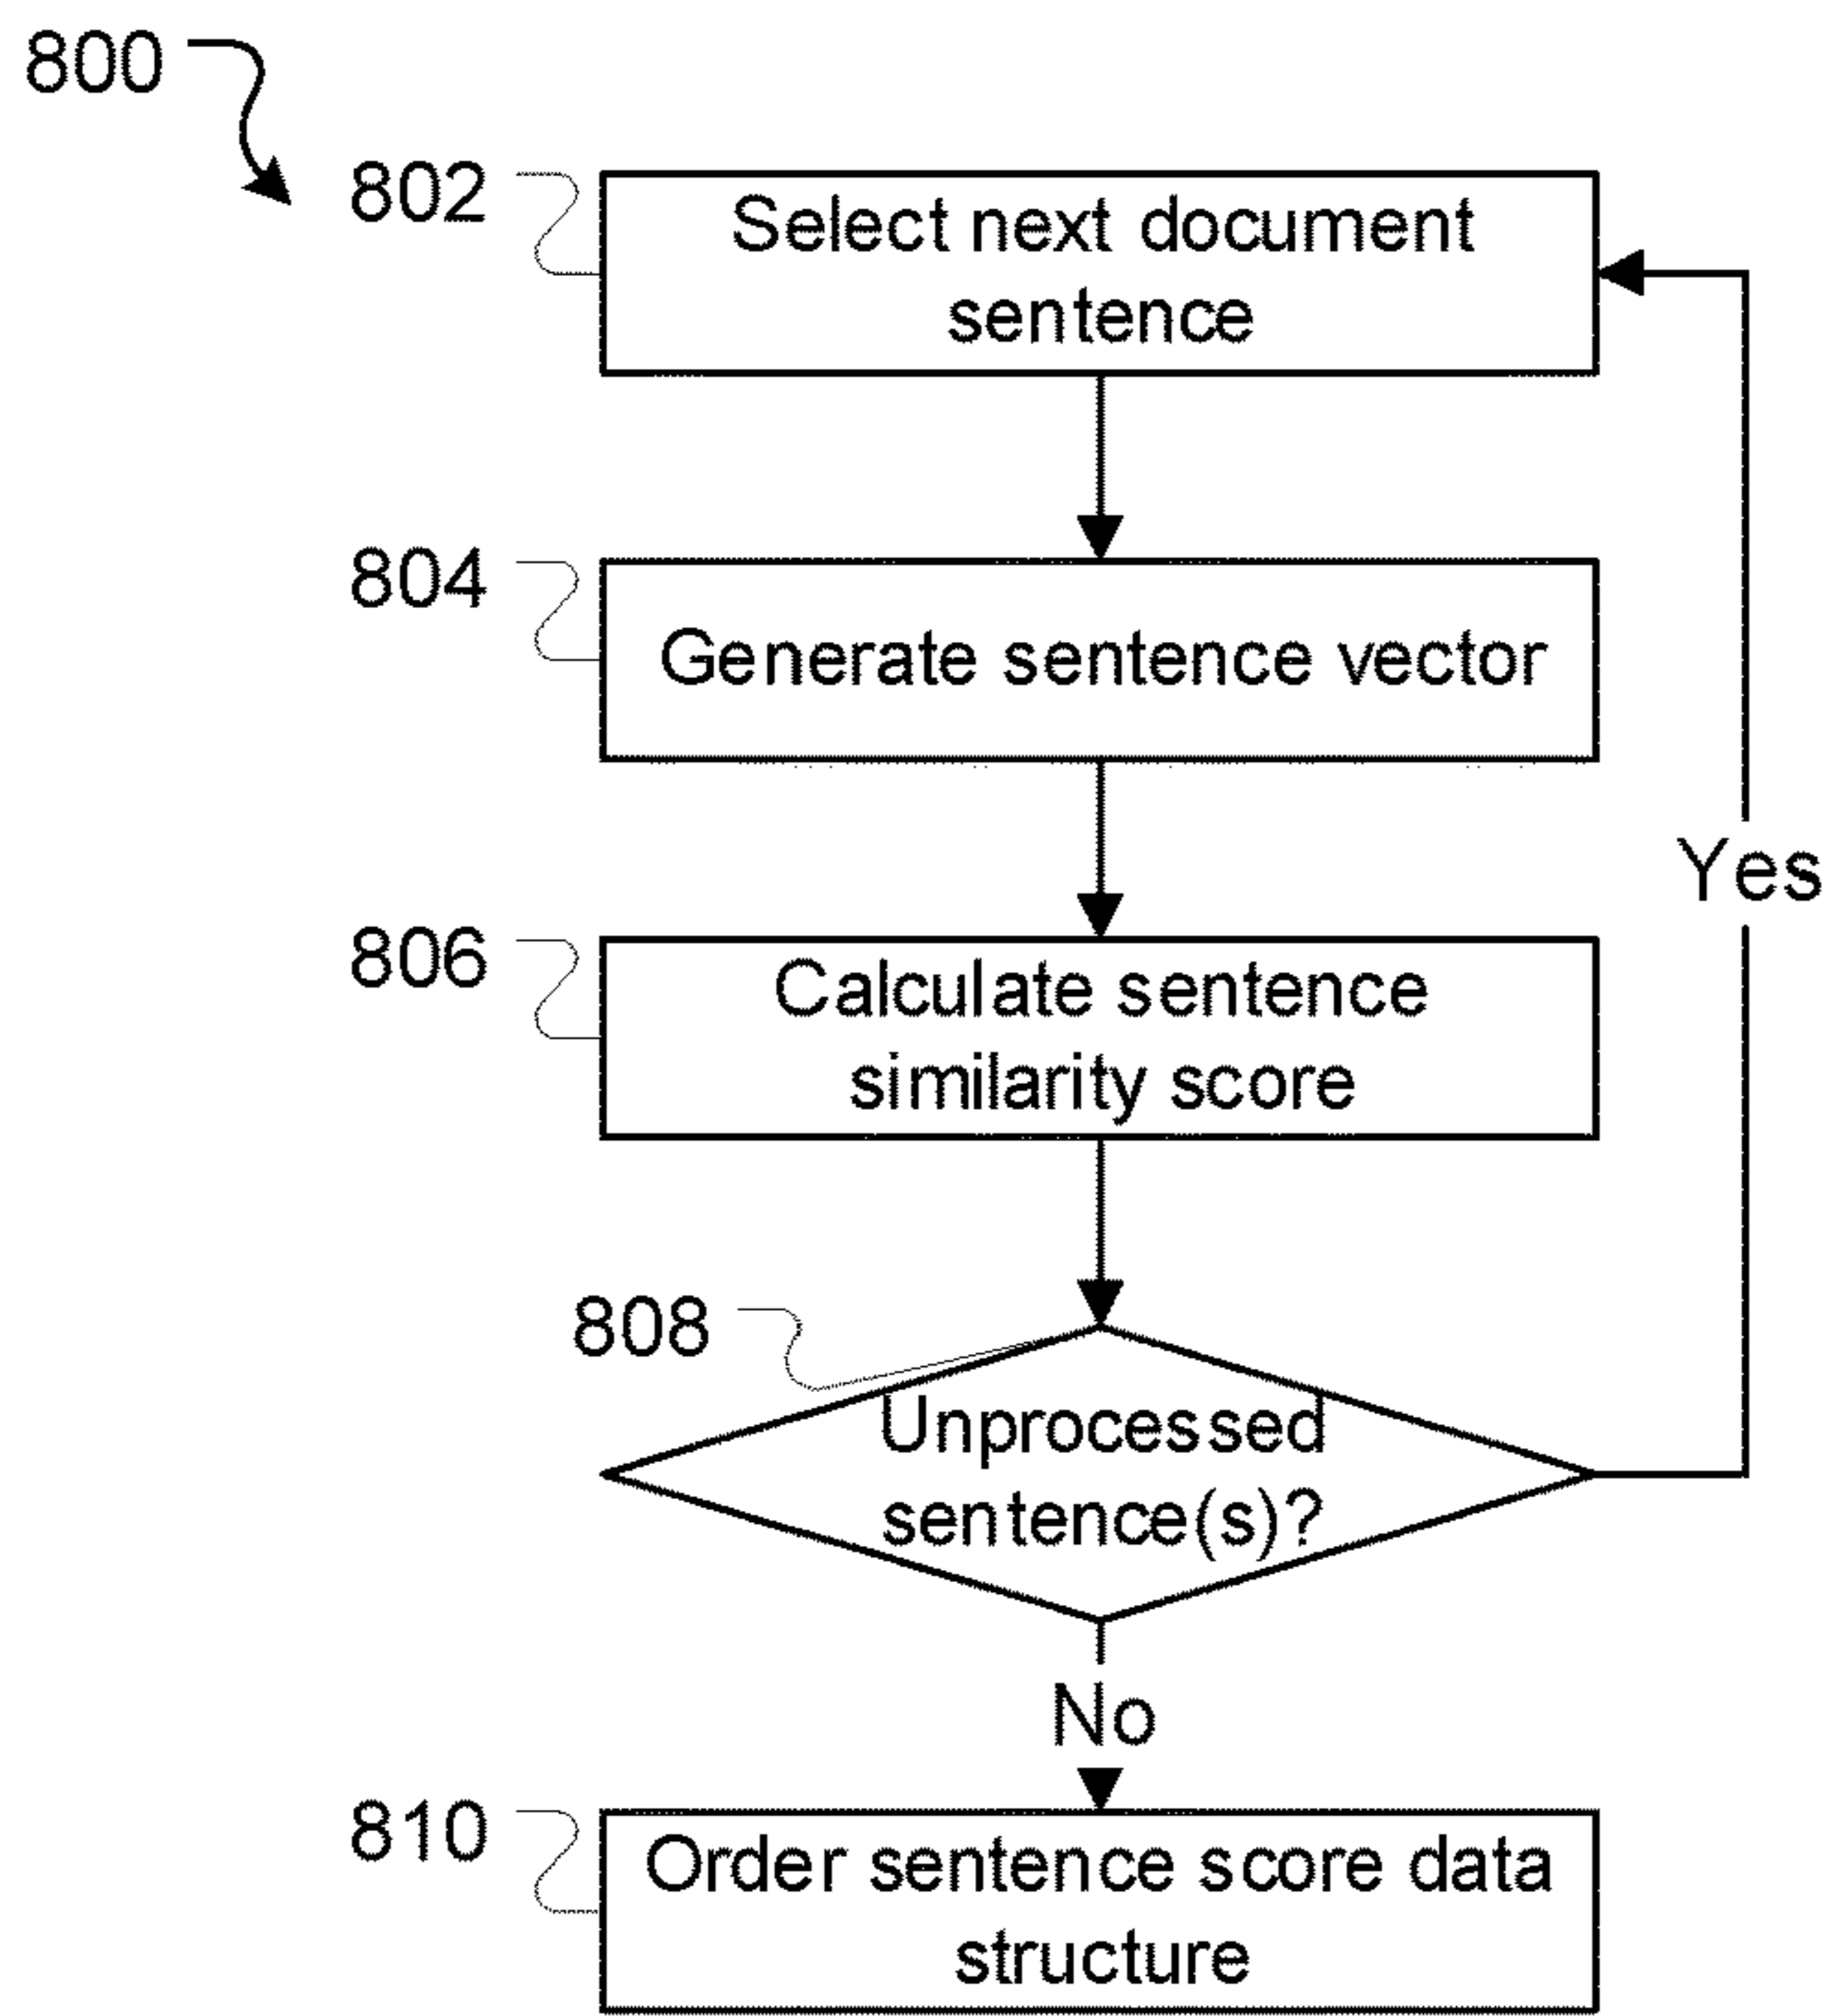 800
802
Select next document
sentence
804
Generate sentence vector
Yes
806
Calculate sentence
similarity score
808
Unprocessed
sentence(s)?
No
810
Order sentence score data
structure